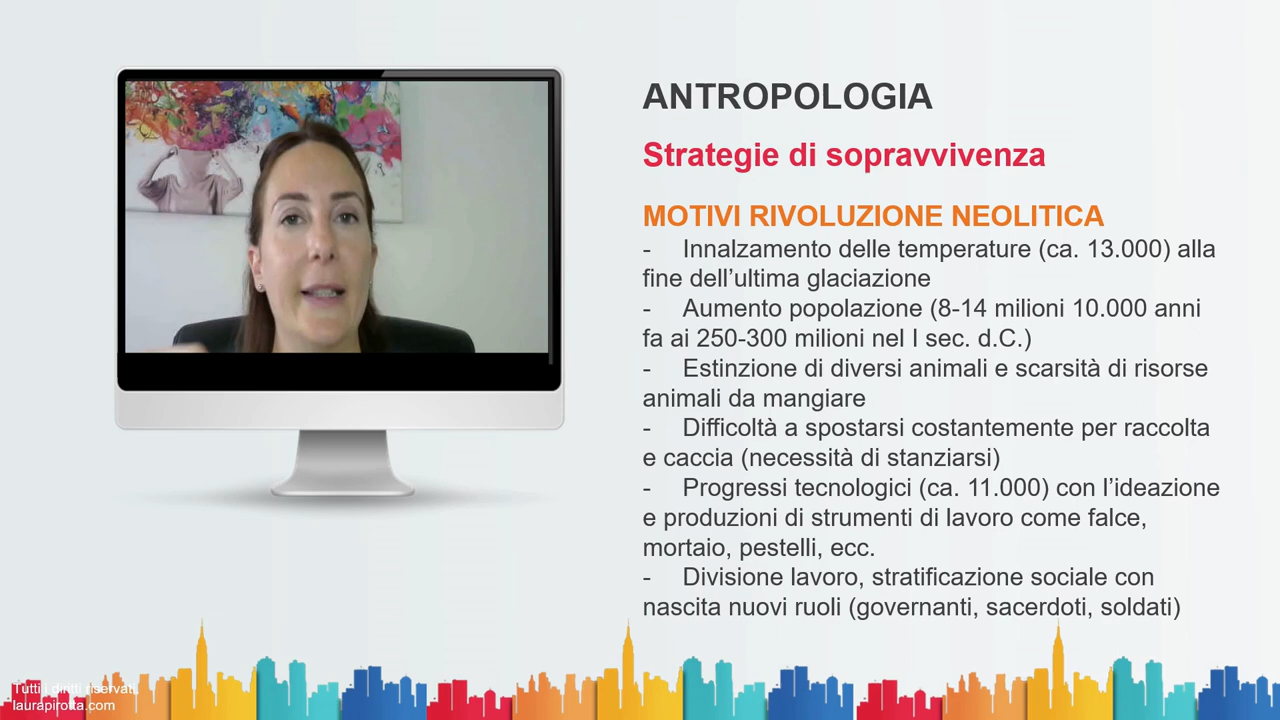 ANTROPOLOGIA
Strategie di sopravvivenza
MOTIVI RIVOLUZIONE NEOLITICA
- Innalzamento delle temperature (ca. 13.000) alla
fine dell’ultima glaciazione
- Aumento popolazione (8-14 milioni 10.000 anni
fa ai 250-300 milioni nel I sec. d.C.)
- Estinzione di diversi animali e scarsità di risorse
animali da mangiare
- Difficoltà a spostarsi costantemente per raccolta
e caccia (necessità di stanziarsi)
- Progressi tecnologici (ca. 11.000) con l’ideazione
e produzioni di strumenti di lavoro come falce,
mortaio, pestelli, ecc.
- Divisione lavoro, stratificazione sociale con
nascita nuovi ruoli (governanti, sacerdoti, soldati)
Tutti i diritti riservati
laurapirotta.com